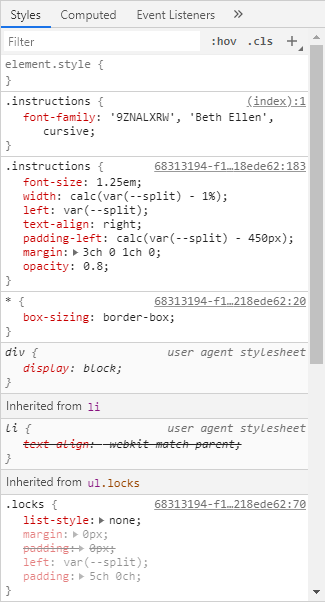 Styles Computed Event Listeners »
Filter :hov .cls +
element.style {
}
.instructions { (index):1
font-family: '9ZNALXRW', 'Beth Ellen',
cursive;
}
.instructions { 68313194-f1…18ede62:183
font-size: 1.25em;
width: calc(var(--split) - 1%);
left: var(--split);
text-align: right;
padding-left: calc(var(--split) - 450px);
margin: 3ch 0 1ch 0;
opacity: 0.8;
}
* { 68313194-f1…218ede62:20
box-sizing: border-box;
}
div { user agent stylesheet
display: block;
}
Inherited from li
li { user agent stylesheet
text-align: -webkit-match-parent;
}
Inherited from ul.locks
.locks { 68313194-f1…218ede62:70
list-style: none;
margin: 0px;
padding: 0px;
left: var(--split);
padding: 5ch 0ch;
}